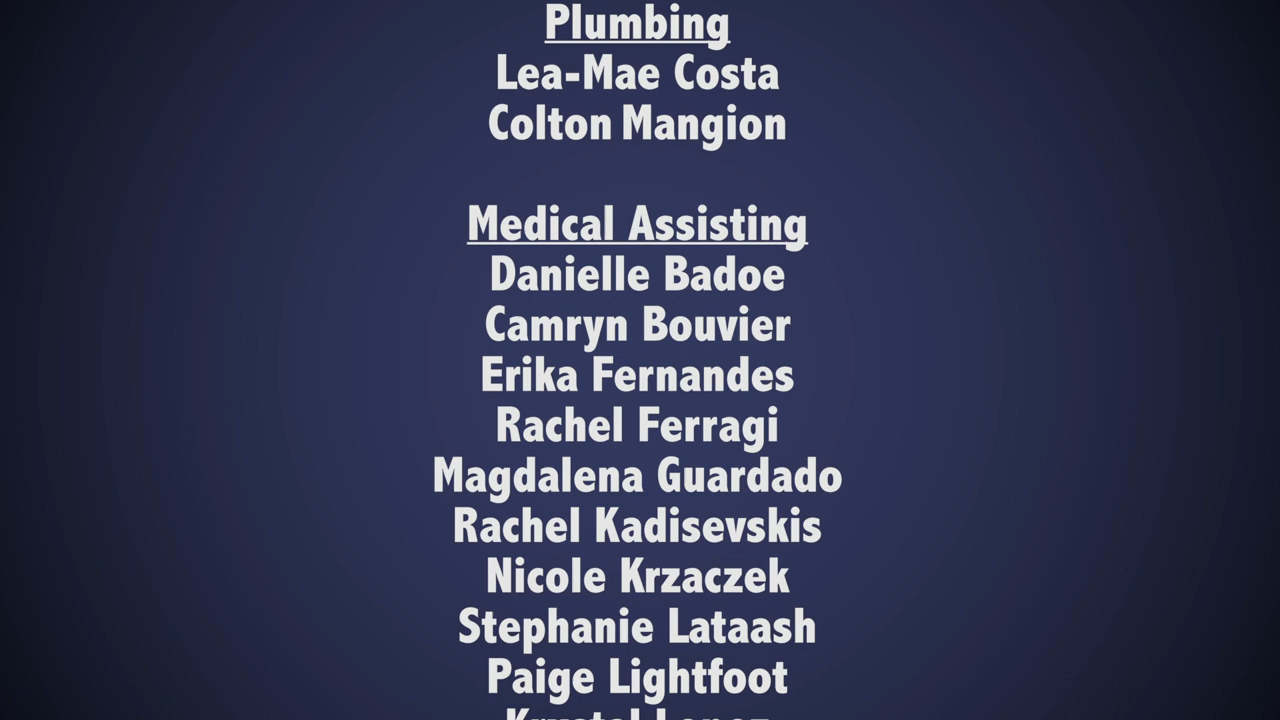 Plumbing
Lea-Mae Costa
Colton Mangion
Medical Assisting
Danielle Badoe
Camryn Bouvier
Erika Fernandes
Rachel Ferragi
Magdalena Guardado
Rachel Kadisevskis
Nicole Krzaczek
Stephanie Lataash
Paige Lightfoot